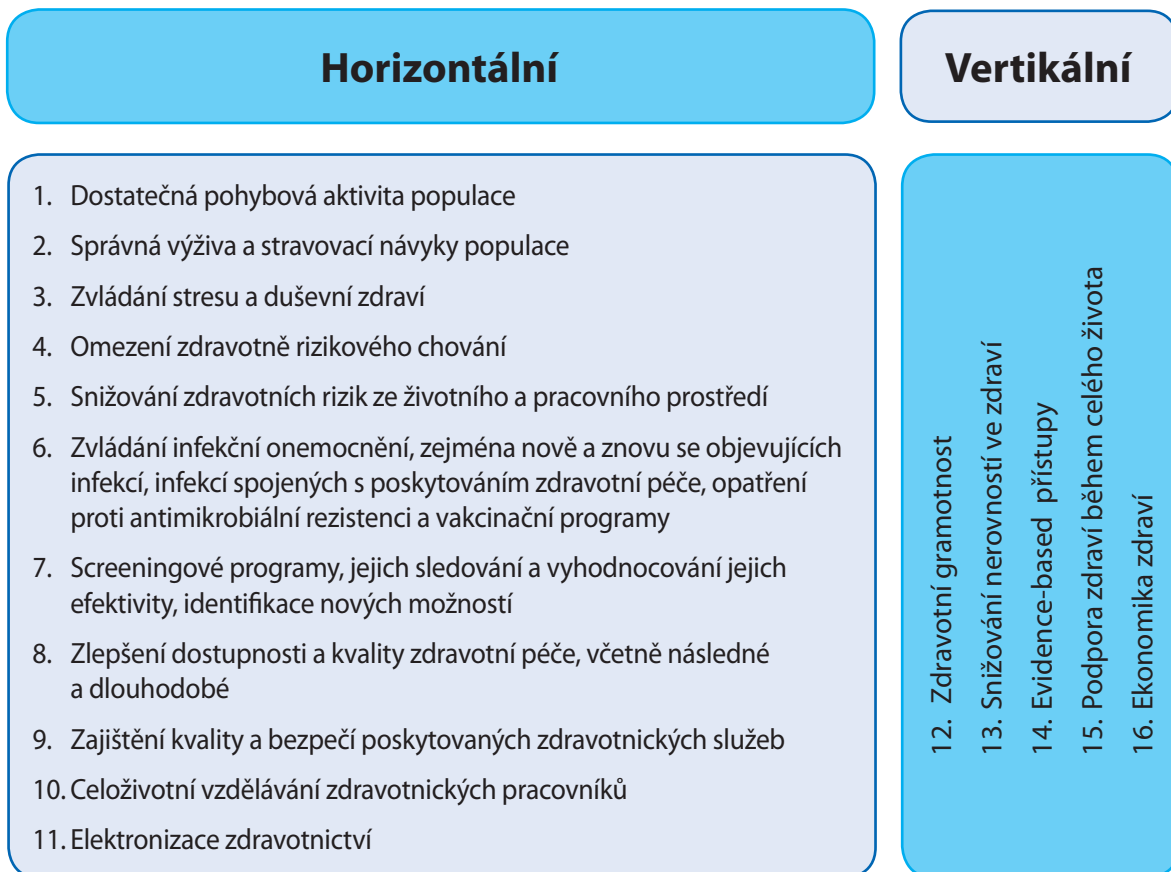 Horizontální
Vertikální
1. Dostatečná pohybová aktivita populace
2. Správná výživa a stravovací návyky populace
3. Zvládání stresu a duševní zdraví
4. Omezení zdravotně rizikového chování
5. Snižování zdravotních rizik ze životního a pracovního prostředí
6. Zvládání infekční onemocnění, zejména nově a znovu se objevujících
infekcí, infekcí spojených s poskytováním zdravotní péče, opatření
proti antimikrobiální rezistenci a vakcinační programy
7. Screeningové programy, jejich sledování a vyhodnocování jejich
efektivity, identifikace nových možností
8. Zlepšení dostupnosti a kvality zdravotní péče, včetně následné
a dlouhodobé
9. Zajištění kvality a bezpečí poskytovaných zdravotnických služeb
10. Celoživotní vzdělávání zdravotnických pracovníků
11. Elektronizace zdravotnictví
12. Zdravotní gramotnost
13. Snižování nerovností ve zdraví
14. Evidence-based přístupy
15. Podpora zdraví během celého života
16. Ekonomika zdraví